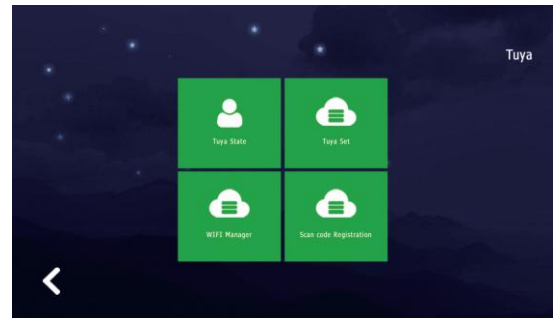 Tuya
Tuya State
Tuya Set
WIFI Manager
Scan code Registration